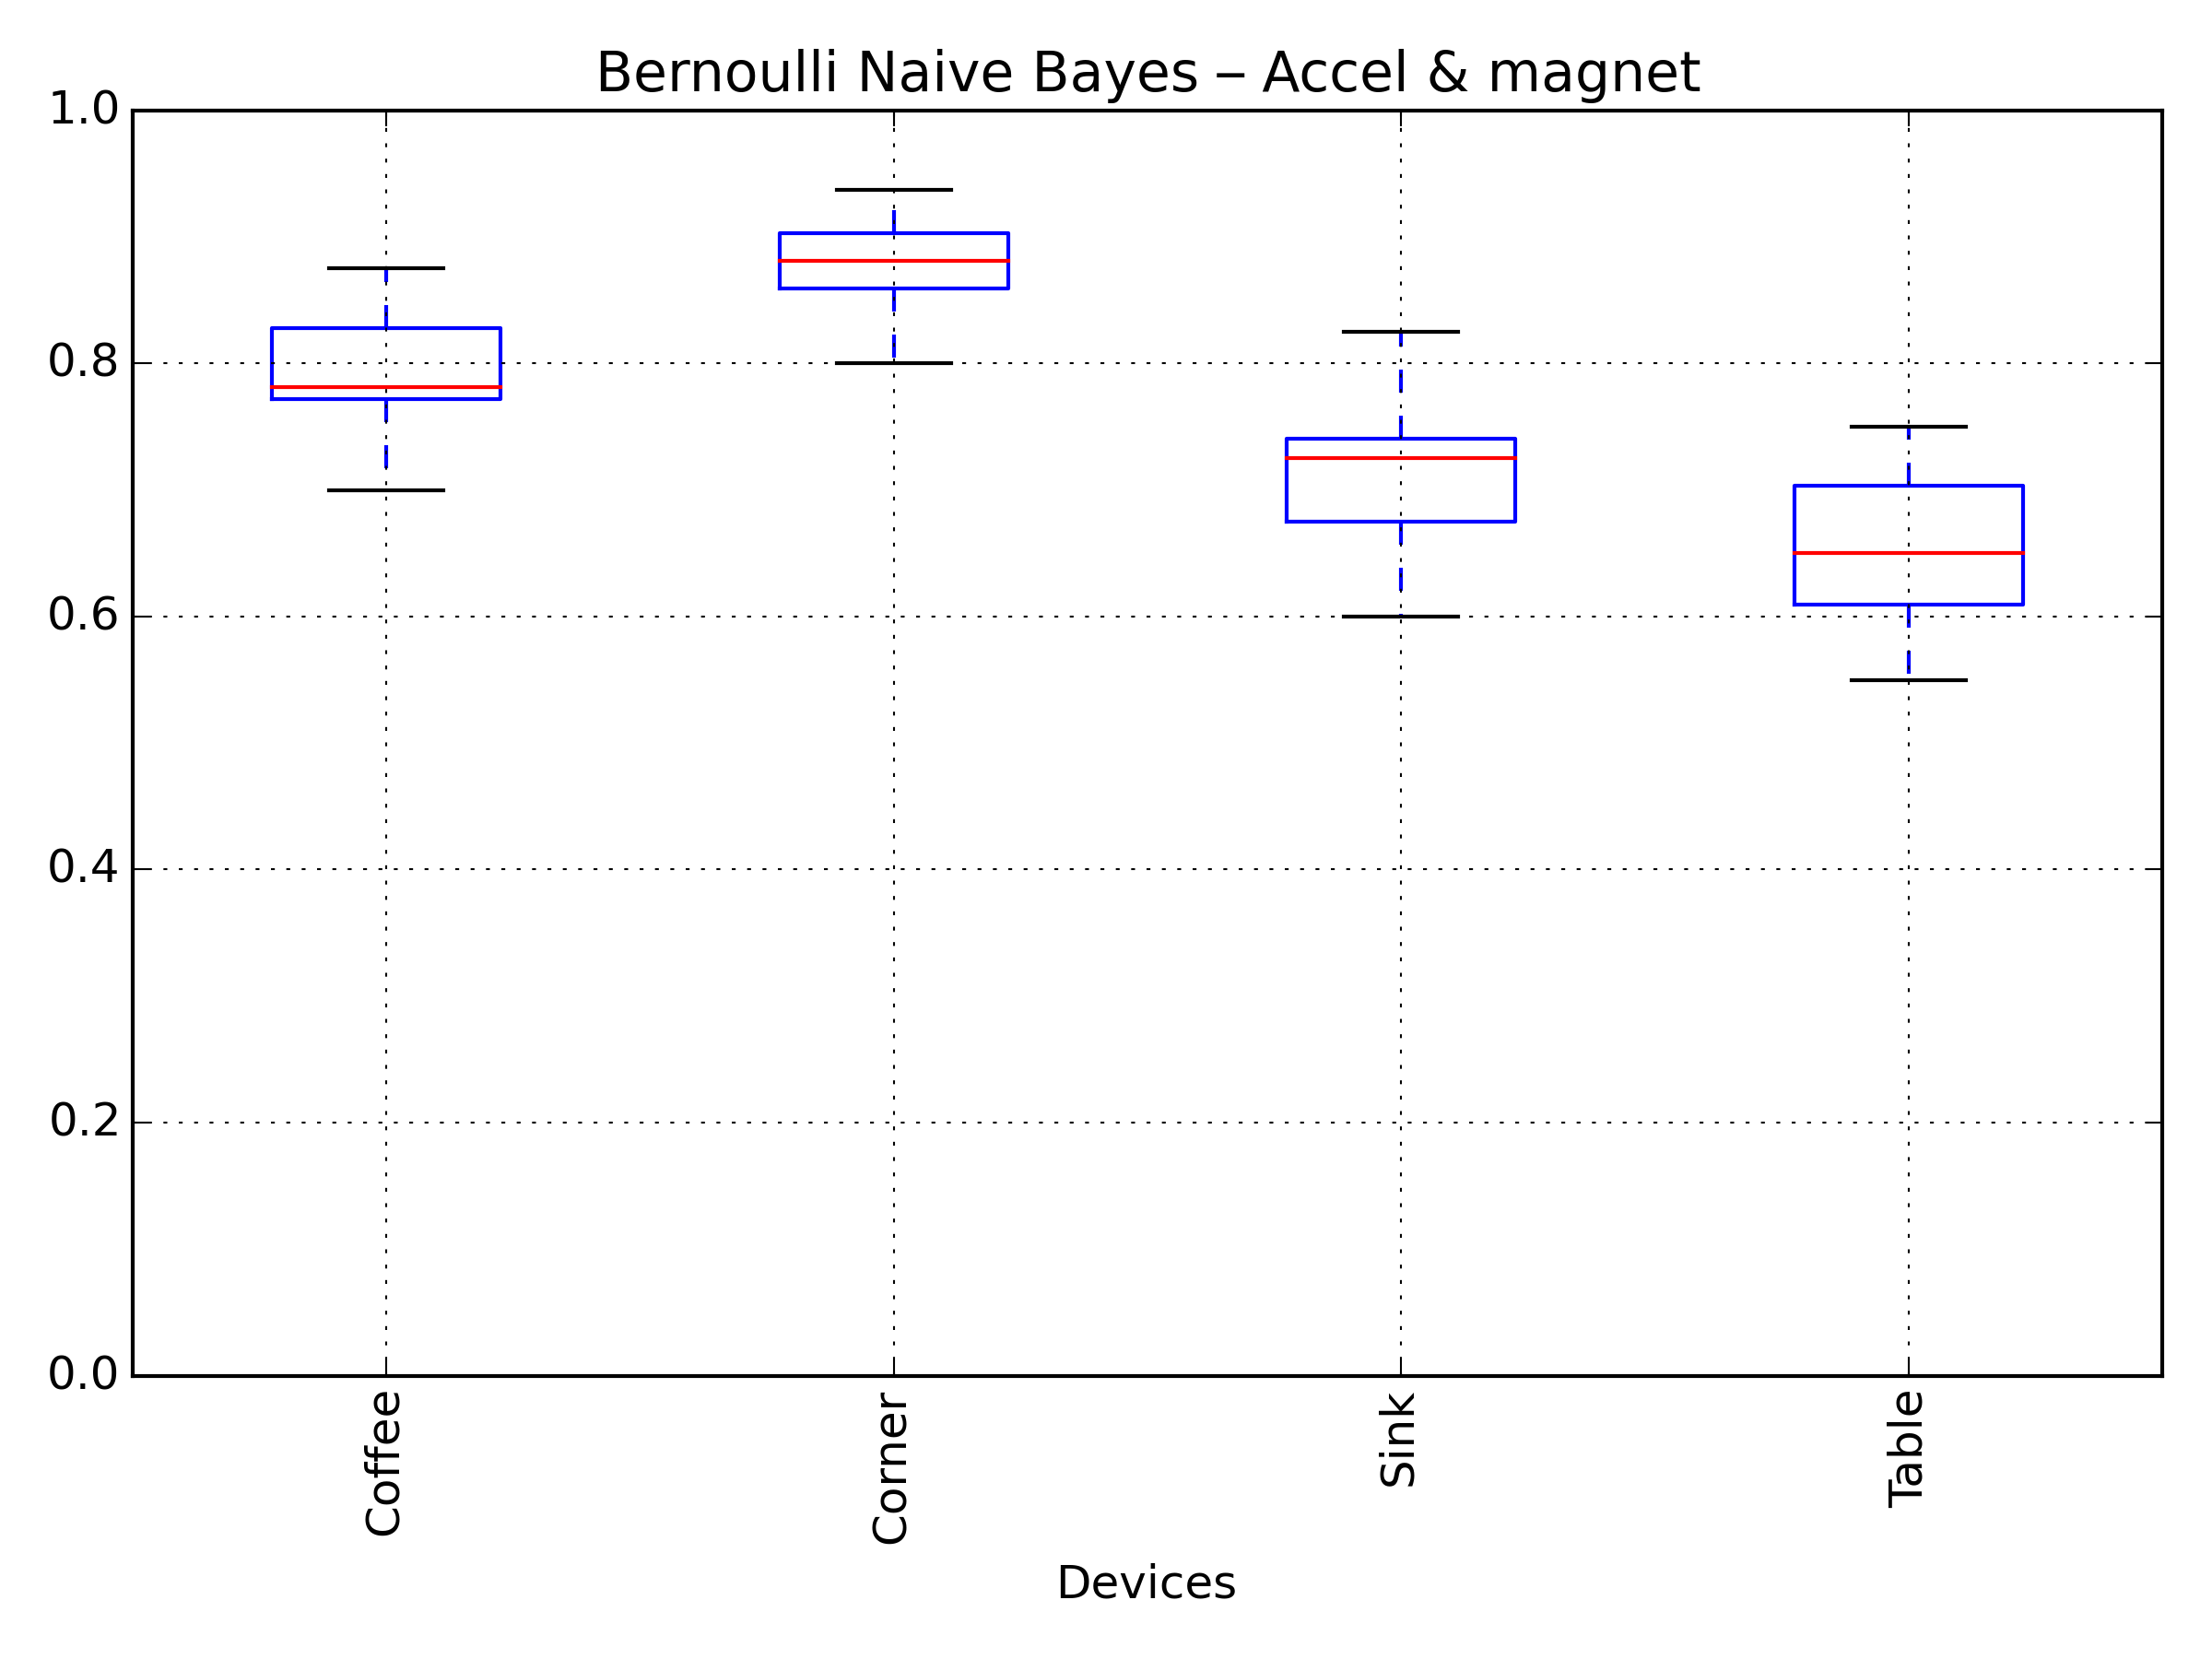 Bernoulli Naive Bayes – Accel & magnet
1.0
0.8
0.6
0.4
0.2
0.0
Coffee
Corner
Sink
Table
Devices